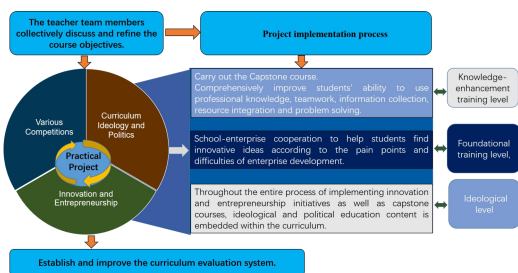 The teacher team members
collectively discuss and refine the
course objectives.
Project implementation process
Various
Competitions
Curriculum
Ideology and
Politics
Practical
Project
Innovation and
Entrepreneurship
Carry out the Capstone course.
Comprehensively improve students' ability to use
professional knowledge, teamwork, information collection,
resource integration and problem solving.
School-enterprise cooperation to help students find
innovative ideas according to the pain points and
difficulties of enterprise development.
Throughout the entire process of implementing innovation
and entrepreneurship initiatives as well as capstone
courses, ideological and political education content is
embedded within the curriculum.
Knowledge-
enhancement
training level
Foundational
training level,
Ideological
level
Establish and improve the curriculum evaluation system.